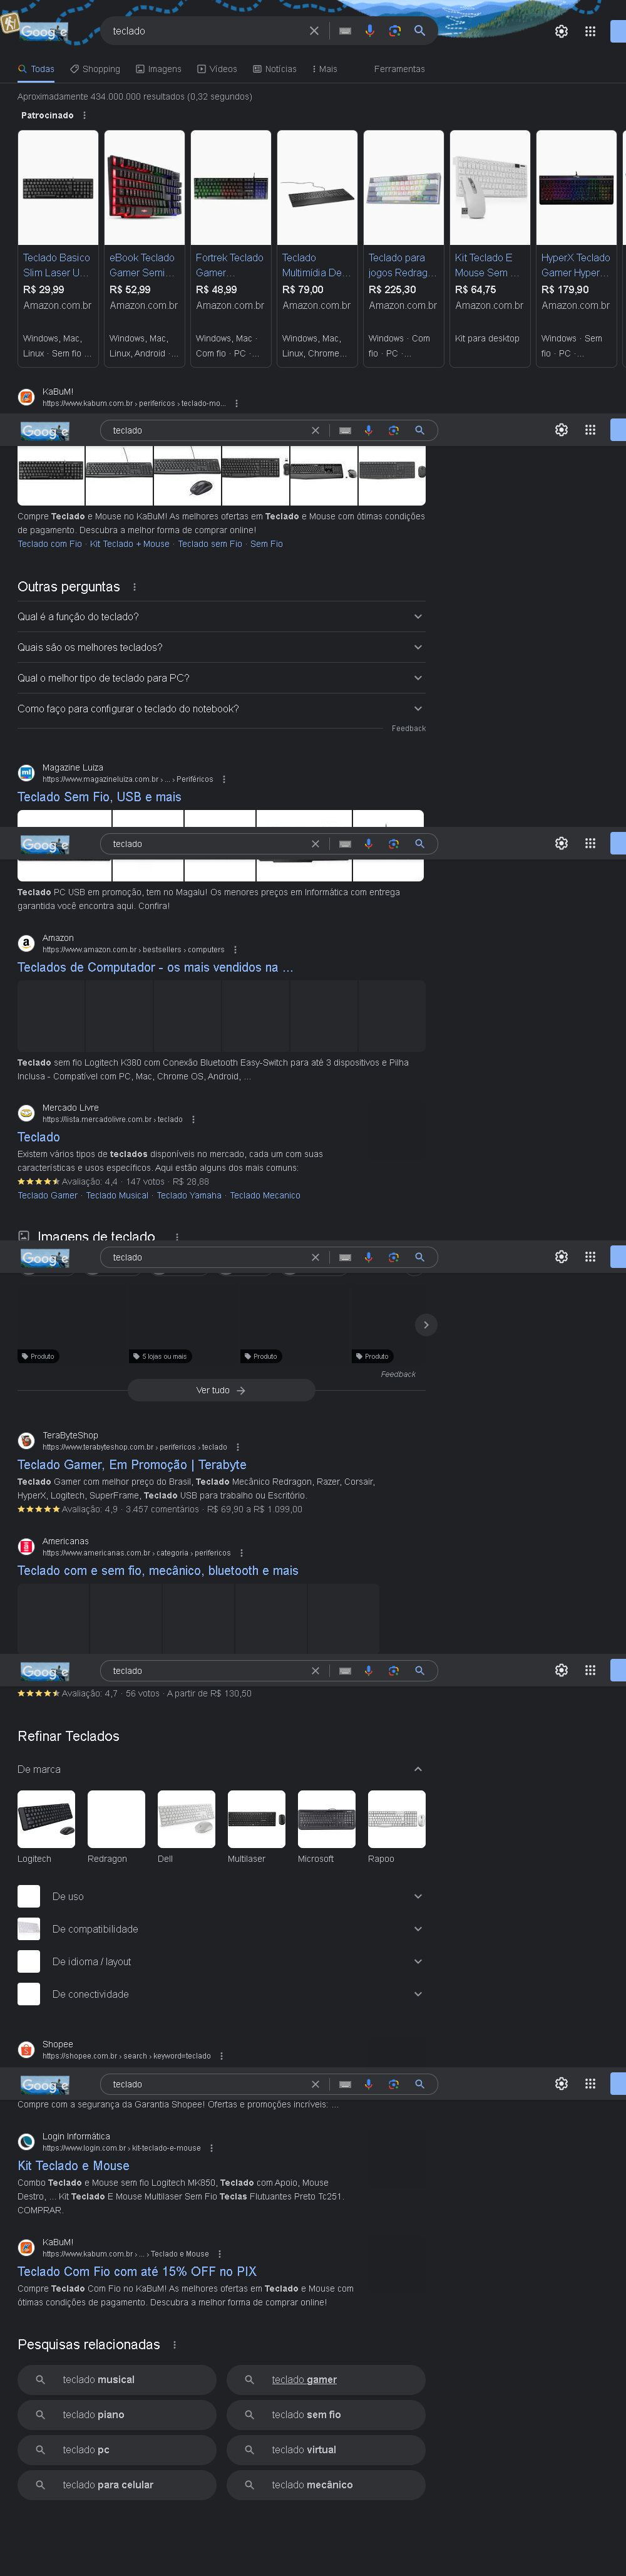 Google
teclado
Todas
Shopping
Imagens
Vídeos
Notícias
Mais
Ferramentas
Aproximadamente 434.000.000 resultados (0,32 segundos)
Patrocinado
Teclado Basico
Slim Laser U...
R$ 29,99
Amazon.com.br
Windows, Mac,
Linux · Sem fio ...
eBook Teclado
Gamer Semi...
R$ 52,99
Amazon.com.br
Windows, Mac,
Linux, Android ·...
Fortrek Teclado
Gamer...
R$ 48,99
Amazon.com.br
Windows, Mac ·
Com fio · PC ·...
Teclado
Multimídia De...
R$ 79,00
Amazon.com.br
Windows, Mac,
Linux, Chrome...
Teclado para
jogos Redrag...
R$ 225,30
Amazon.com.br
Windows · Com
fio · PC ·...
Kit Teclado E
Mouse Sem ...
R$ 64,75
Amazon.com.br
Kit para desktop
HyperX Teclado
Gamer Hyper...
R$ 179,90
Amazon.com.br
Windows · Sem
fio · PC ·...
KaBuM!
https://www.kabum.com.br › perifericos › teclado-mo...
Google
teclado
Compre Teclado e Mouse no KaBuM! As melhores ofertas em Teclado e Mouse com ótimas condições
de pagamento. Descubra a melhor forma de comprar online!
Teclado com Fio · Kit Teclado + Mouse · Teclado sem Fio · Sem Fio
Outras perguntas
Qual é a função do teclado?
Quais são os melhores teclados?
Qual o melhor tipo de teclado para PC?
Como faço para configurar o teclado do notebook?
Feedback
Magazine Luiza
https://www.magazineluiza.com.br › ... › Periféricos
Teclado Sem Fio, USB e mais
Google
teclado
Teclado PC USB em promoção, tem no Magalu! Os menores preços em Informática com entrega
garantida você encontra aqui. Confira!
Amazon
https://www.amazon.com.br › bestsellers › computers
Teclados de Computador - os mais vendidos na ...
Teclado sem fio Logitech K380 com Conexão Bluetooth Easy-Switch para até 3 dispositivos e Pilha
Inclusa - Compatível com PC, Mac, Chrome OS, Android, ...
Mercado Livre
https://lista.mercadolivre.com.br › teclado
Teclado
Existem vários tipos de teclados disponíveis no mercado, cada um com suas
características e usos específicos. Aqui estão alguns dos mais comuns:
Avaliação: 4,4 · 147 votos · R$ 28,88
Teclado Gamer · Teclado Musical · Teclado Yamaha · Teclado Mecanico
Imagens de teclado
Google
teclado
Produto
5 lojas ou mais
Produto
Produto
Feedback
Ver tudo
TeraByteShop
https://www.terabyteshop.com.br › perifericos › teclado
Teclado Gamer, Em Promoção | Terabyte
Teclado Gamer com melhor preço do Brasil, Teclado Mecânico Redragon, Razer, Corsair,
HyperX, Logitech, SuperFrame, Teclado USB para trabalho ou Escritório.
Avaliação: 4,9 · 3.457 comentários · R$ 69,90 a R$ 1.099,00
Americanas
https://www.americanas.com.br › categoria › perifericos
Teclado com e sem fio, mecânico, bluetooth e mais
Google
teclado
Avaliação: 4,7 · 56 votos · A partir de R$ 130,50
Refinar Teclados
De marca
Logitech
Redragon
Dell
Multilaser
Microsoft
Rapoo
De uso
De compatibilidade
De idioma / layout
De conectividade
Shopee
https://shopee.com.br › search › keyword=teclado
Google
teclado
Compre com a segurança da Garantia Shopee! Ofertas e promoções incríveis: ...
Login Informática
https://www.login.com.br › kit-teclado-e-mouse
Kit Teclado e Mouse
Combo Teclado e Mouse sem fio Logitech MK850, Teclado com Apoio, Mouse
Destro, ... Kit Teclado E Mouse Multilaser Sem Fio Teclas Flutuantes Preto Tc251.
COMPRAR.
KaBuM!
https://www.kabum.com.br › ... › Teclado e Mouse
Teclado Com Fio com até 15% OFF no PIX
Compre Teclado Com Fio no KaBuM! As melhores ofertas em Teclado e Mouse com
ótimas condições de pagamento. Descubra a melhor forma de comprar online!
Pesquisas relacionadas
teclado musical
teclado gamer
teclado piano
teclado sem fio
teclado pc
teclado virtual
teclado para celular
teclado mecânico